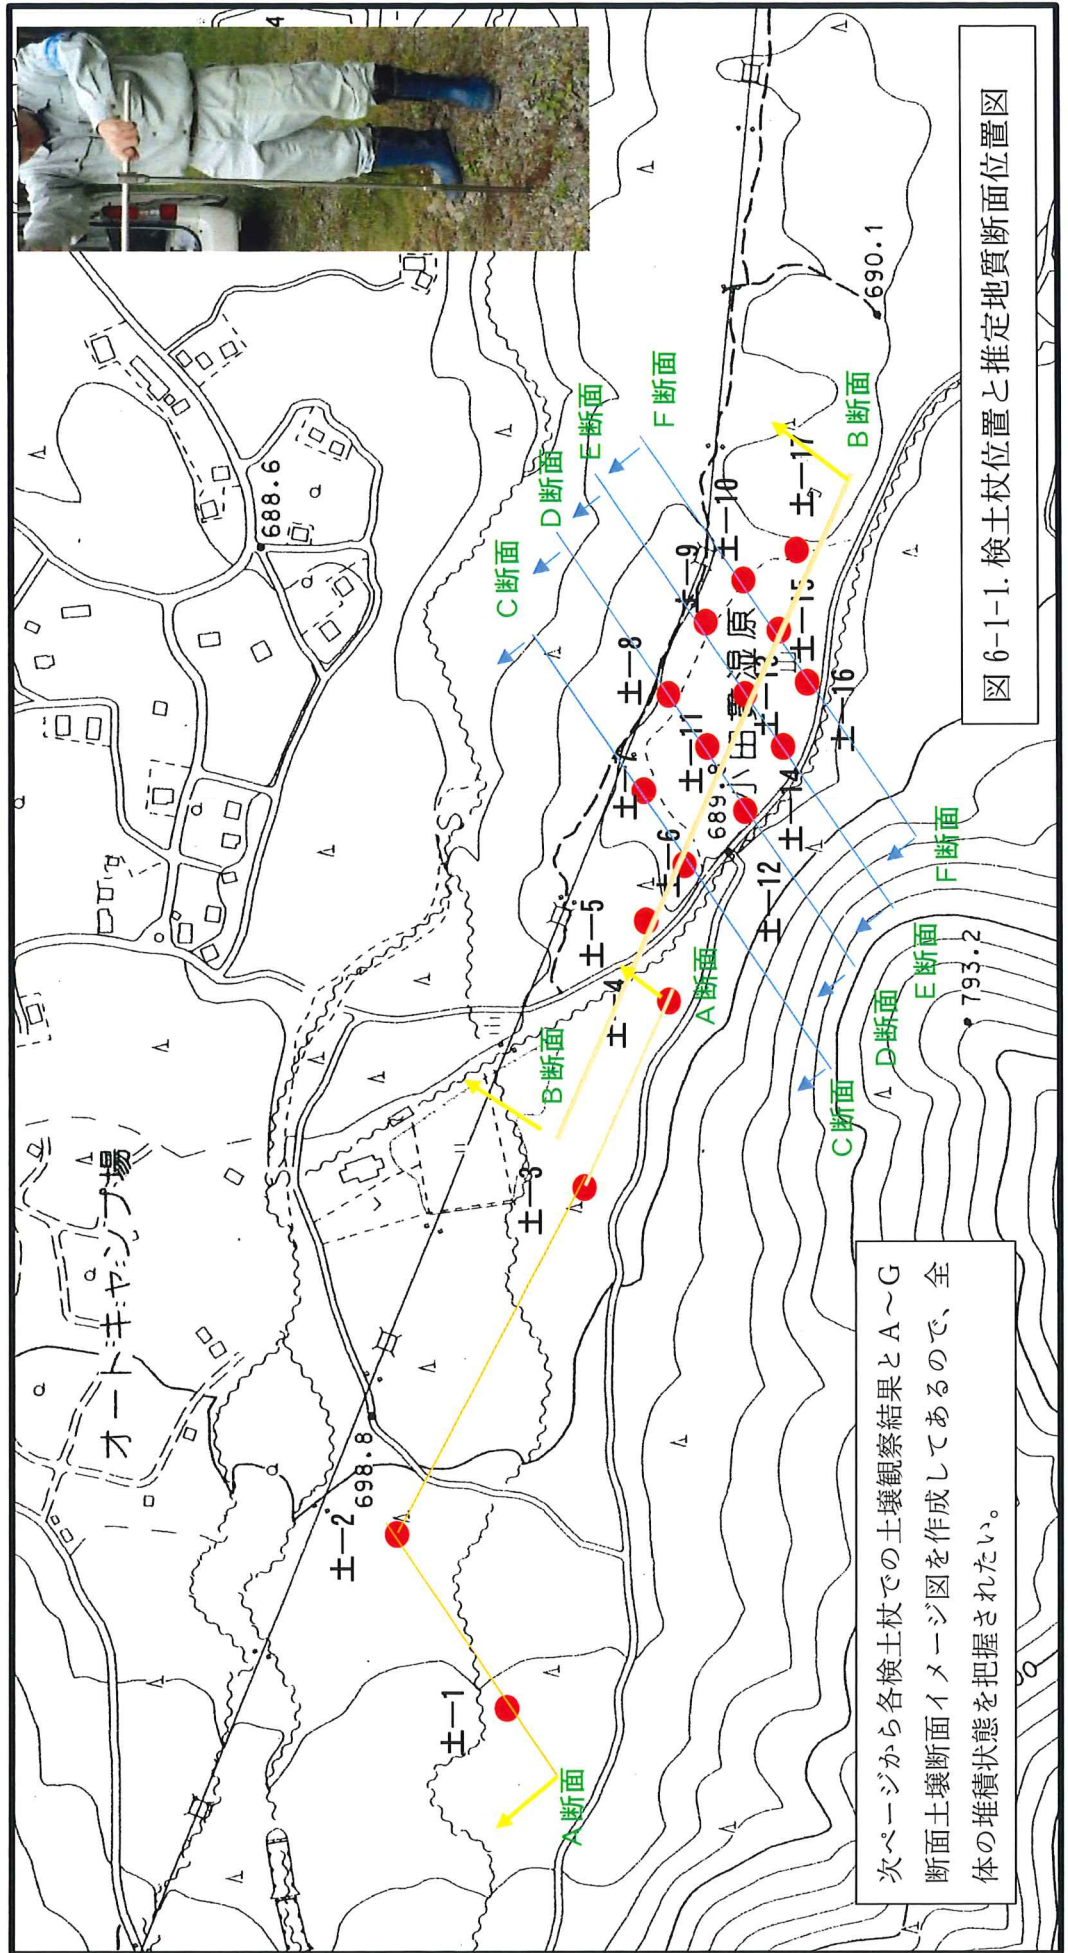 図 6-1-1. 検土杖位置と推定地質断面位置図
次ページから各検土杖での土壌観察結果とA～G
断面土壌断面イメージ図を作成してあるので、全
体の堆積状態を把握されたい。
オートキャンプ場
688.6
698.8
690.1
793.2
小田貫湿原
土-1
土-2
土-3
土-4
土-5
土-6
土-7
土-8
土-9
土-10
土-11
土-12
土-13
土-14
土-15
土-16
土-17
A断面
A断面
B断面
B断面
C断面
C断面
D断面
D断面
E断面
E断面
F断面
F断面